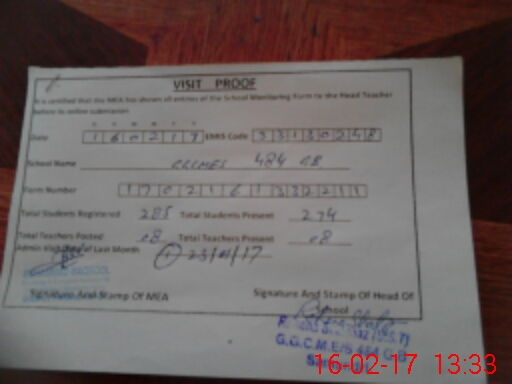 VISIT PROOF
It is certified that the MEA has shown all entries of the School Monitoring Form to the Head Teacher
before its online submission
Date 1 6 0 2 1 7 EMIS Code 3 3 1 3 0 2 4 8
School Name GGCMES 484 GB
Form Number 1 7 0 2 1 6 1 3 3 2 2 1 1
Total Students Registered 285 Total Students Present 274
Total Teachers Posted 08 Total Teachers Present 08
Admin Visit Date of Last Month 23/01/17
Signature And Stamp Of MEA Signature And Stamp Of Head Of
School
G.G.C.M.E/S 484 G.B
16-02-17 13:33